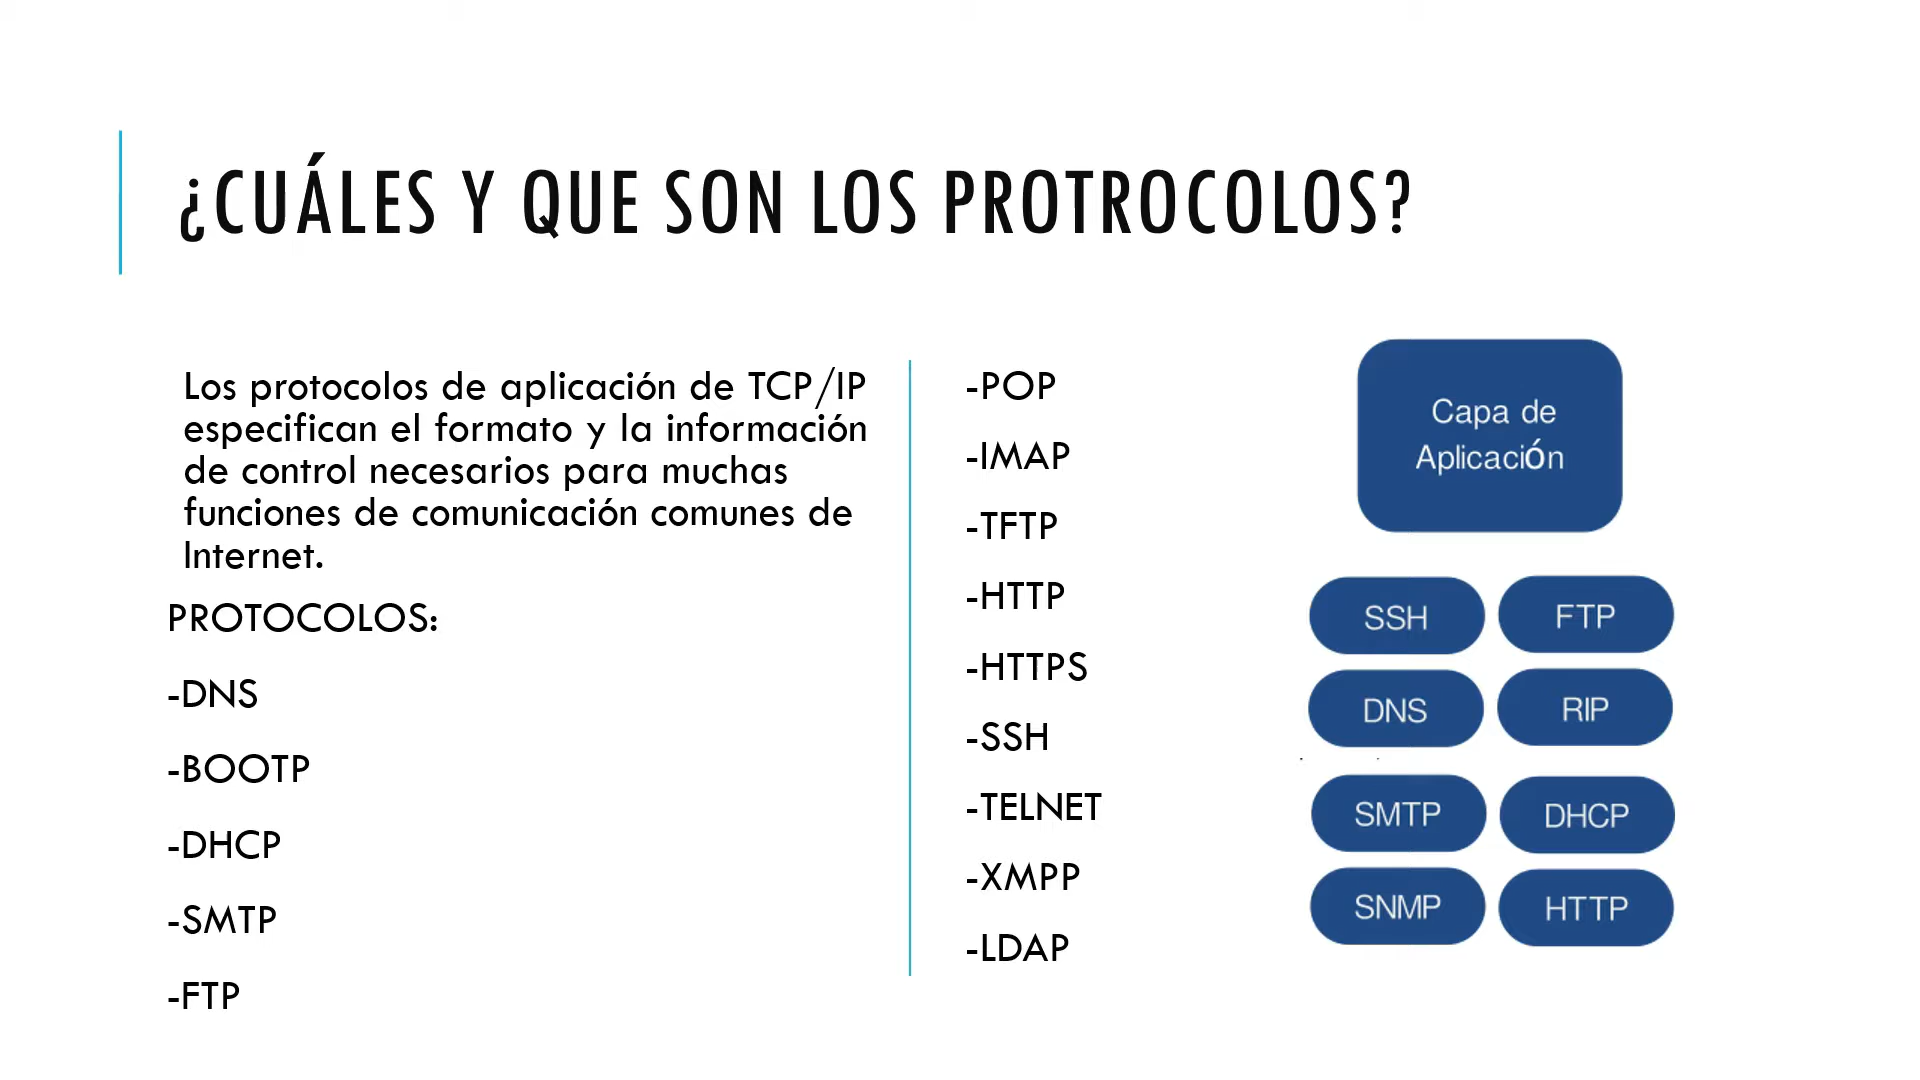 ¿CUÁLES Y QUE SON LOS PROTROCOLOS?
Los protocolos de aplicación de TCP/IP
especifican el formato y la información
de control necesarios para muchas
funciones de comunicación comunes de
Internet.
PROTOCOLOS:
-DNS
-BOOTP
-DHCP
-SMTP
-FTP
-POP
-IMAP
-TFTP
-HTTP
-HTTPS
-SSH
-TELNET
-XMPP
-LDAP
Capa de
Aplicación
SSH
FTP
DNS
RIP
SMTP
DHCP
SNMP
HTTP